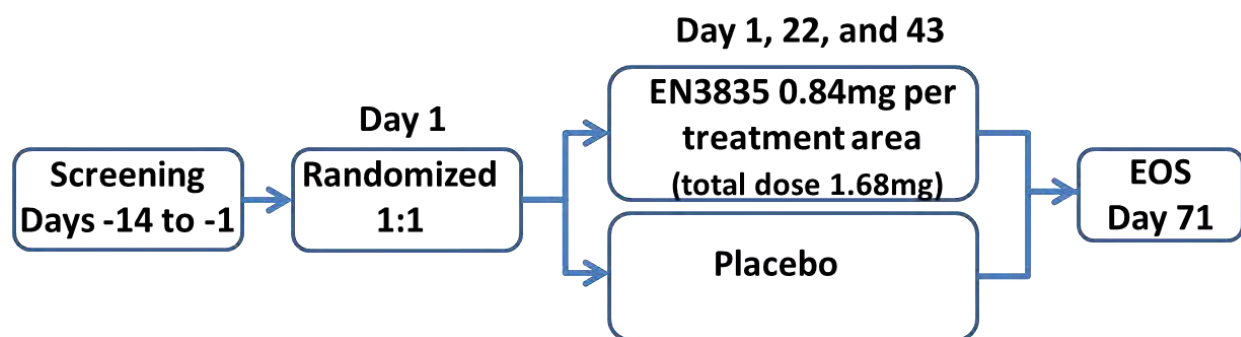 Day 1, 22, and 43
Day 1
Screening
Days -14 to -1
Randomized
1:1
EN3835 0.84mg per
treatment area
(total dose 1.68mg)
Placebo
EOS
Day 71